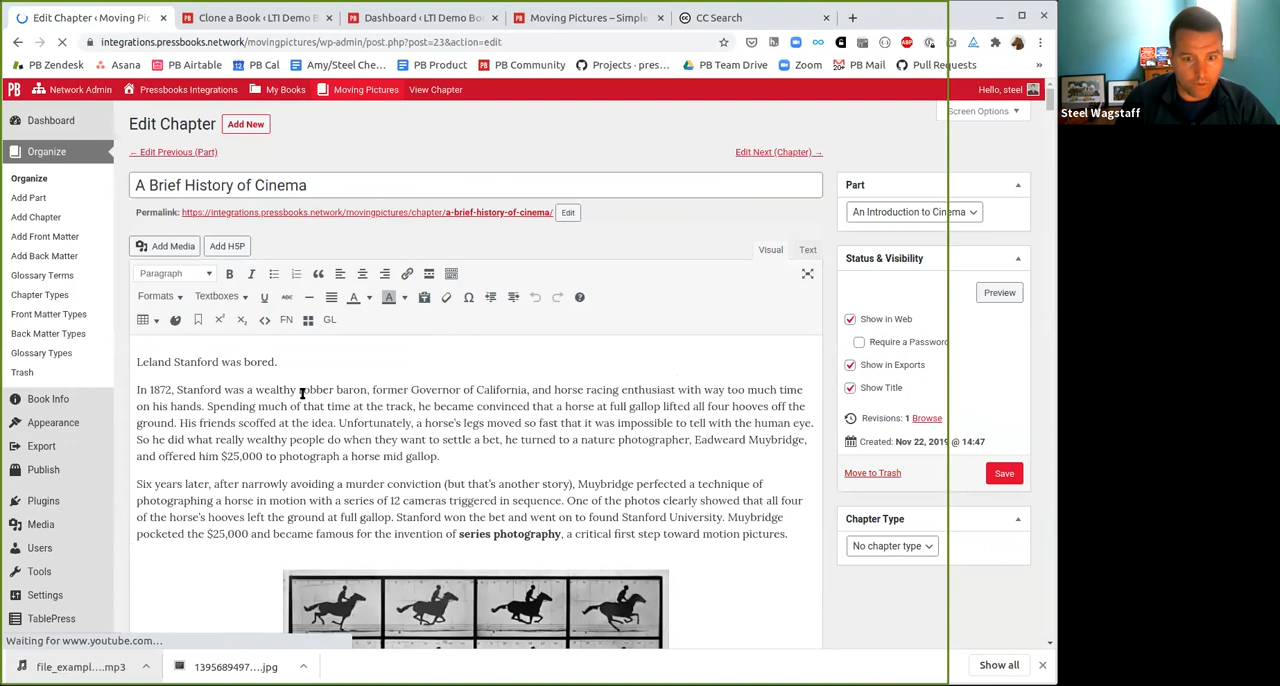 Edit Chapter ‹ Moving Pic
Clone a Book ‹ LTI Demo B
Dashboard ‹ LTI Demo Bo
Moving Pictures – Simple
CC Search
integrations.pressbooks.network/movingpictures/wp-admin/post.php?post=23&action=edit
PB Zendesk
Asana
PB Airtable
PB Cal
Amy/Steel Che...
PB Product
PB Community
Projects · pres...
PB Team Drive
Zoom
PB Mail
Pull Requests
»
Network Admin
Pressbooks Integrations
My Books
Moving Pictures
View Chapter
Hello, steel
Steel Wagstaff
Dashboard
Organize
Organize
Add Part
Add Chapter
Add Front Matter
Add Back Matter
Glossary Terms
Chapter Types
Front Matter Types
Back Matter Types
Glossary Types
Trash
Book Info
Appearance
Export
Publish
Plugins
Media
Users
Tools
Settings
TablePress
Edit Chapter
Add New
Screen Options
← Edit Previous (Part)
Edit Next (Chapter) →
A Brief History of Cinema
Permalink: https://integrations.pressbooks.network/movingpictures/chapter/a-brief-history-of-cinema/
Edit
Add Media
Add H5P
Visual
Text
Paragraph
Formats
Textboxes
FN
GL
Leland Stanford was bored.
In 1872, Stanford was a wealthy robber baron, former Governor of California, and horse racing enthusiast with way too much time
on his hands. Spending much of that time at the track, he became convinced that a horse at full gallop lifted all four hooves off the
ground. His friends scoffed at the idea. Unfortunately, a horse's legs moved so fast that it was impossible to tell with the human eye.
So he did what really wealthy people do when they want to settle a bet, he turned to a nature photographer, Eadweard Muybridge,
and offered him $25,000 to photograph a horse mid gallop.
Six years later, after narrowly avoiding a murder conviction (but that's another story), Muybridge perfected a technique of
photographing a horse in motion with a series of 12 cameras triggered in sequence. One of the photos clearly showed that all four
of the horse's hooves left the ground at full gallop. Stanford won the bet and went on to found Stanford University. Muybridge
pocketed the $25,000 and became famous for the invention of series photography, a critical first step toward motion pictures.
Part
An Introduction to Cinema
Status & Visibility
Preview
Show in Web
Require a Password
Show in Exports
Show Title
Revisions: 1 Browse
Created: Nov 22, 2019 @ 14:47
Move to Trash
Save
Chapter Type
No chapter type
Waiting for www.youtube.com...
file_exampl....mp3
1395689497....jpg
Show all